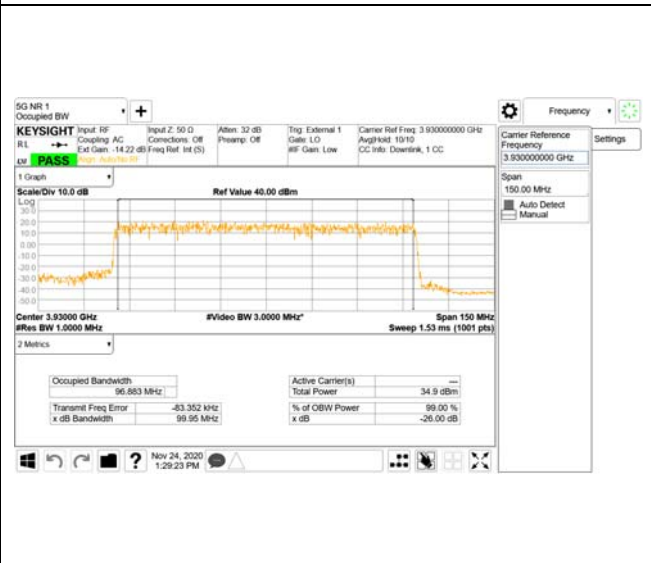 5G NR 1
Occupied BW
Frequency
KEYSIGHT
Input: RF
Coupling: AC
Ext Gain: -14.22 dB
Align: Auto/No RF
Input Z: 50 Ω
Corrections: Off
Freq Ref: Int (S)
Atten: 32 dB
Preamp: Off
Trig: External 1
Gate: LO
#IF Gain: Low
Carrier Ref Freq: 3.930000000 GHz
Avg|Hold: 10/10
CC Info: Downlink, 1 CC
R L
PASS
Carrier Reference
Frequency
3.930000000 GHz
Settings
Span
150.00 MHz
Auto Detect
Manual
1 Graph
Scale/Div 10.0 dB
Ref Value 40.00 dBm
Log
30.0
20.0
10.0
0.00
-10.0
-20.0
-30.0
-40.0
-50.0
Center 3.93000 GHz
#Video BW 3.0000 MHz*
Span 150 MHz
#Res BW 1.0000 MHz
Sweep 1.53 ms (1001 pts)
2 Metrics
Occupied Bandwidth
96.883 MHz
Active Carrier(s)
---
Total Power
34.9 dBm
Transmit Freq Error
-83.352 kHz
% of OBW Power
99.00 %
x dB Bandwidth
99.95 MHz
x dB
-26.00 dB
Nov 24, 2020
1:29:23 PM